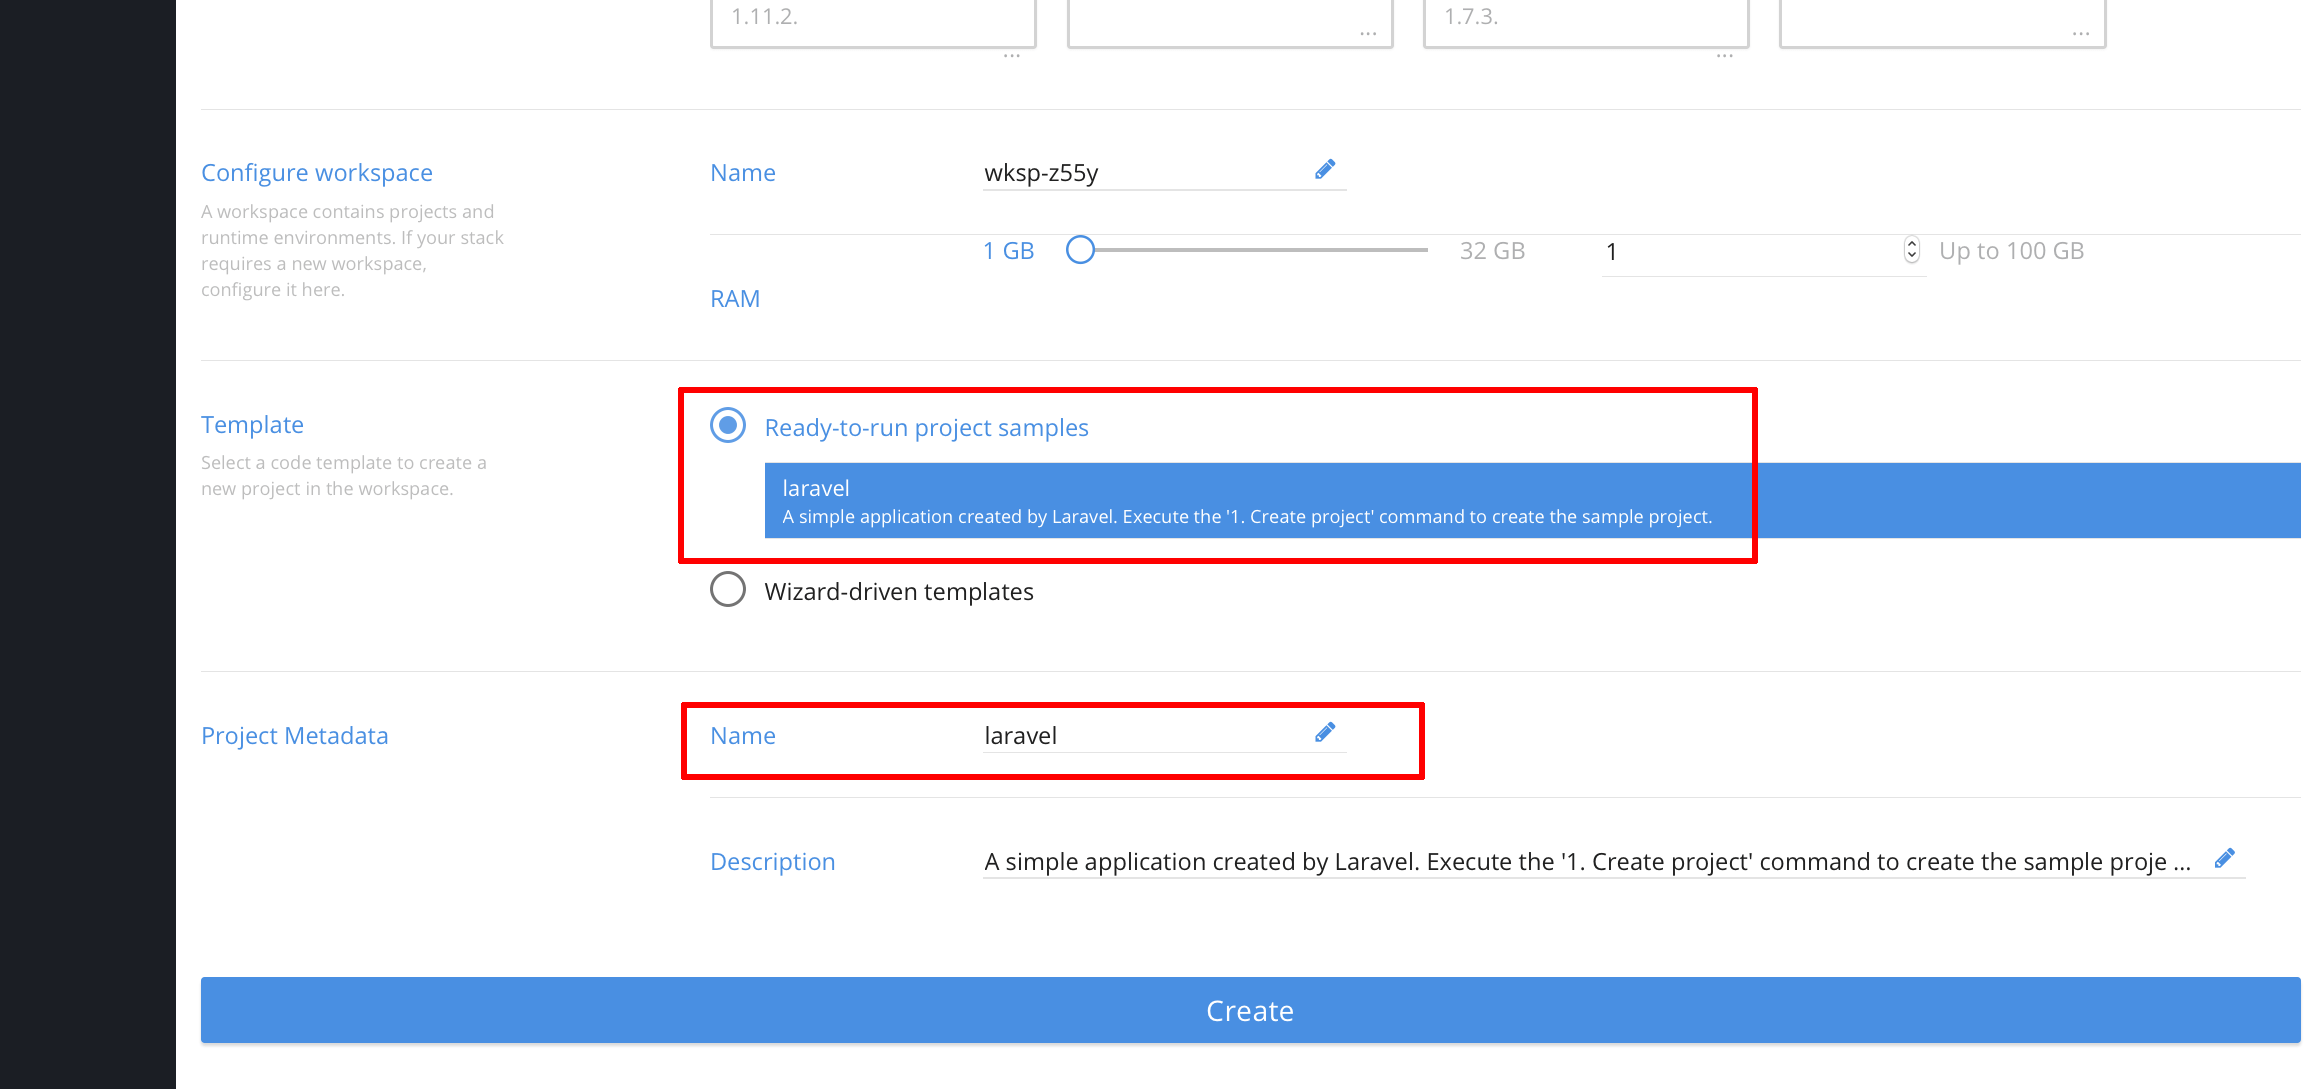 1.11.2.
...
...
1.7.3.
...
...
Configure workspace
A workspace contains projects and
runtime environments. If your stack
requires a new workspace,
configure it here.
Name
wksp-z55y
1 GB
32 GB
1
Up to 100 GB
RAM
Template
Select a code template to create a
new project in the workspace.
Ready-to-run project samples
laravel
A simple application created by Laravel. Execute the '1. Create project' command to create the sample project.
Wizard-driven templates
Project Metadata
Name
laravel
Description
A simple application created by Laravel. Execute the '1. Create project' command to create the sample proje ...
Create